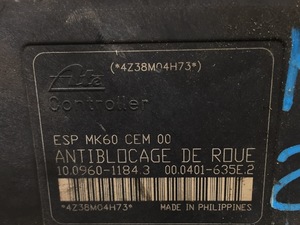 (*4Z38M04H73*)
Ate
Controller
ESP MK60 CEM 00
ANTIBLOCAGE DE ROUE
10.0960-1184.3 00.0401-635E.2
*4Z38M04H73*
MADE IN PHILIPPINES